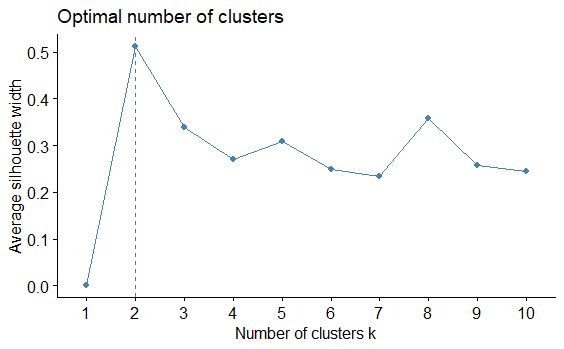 Optimal number of clusters
Average silhouette width
0.5
0.4
0.3
0.2
0.1
0.0
1 2 3 4 5 6 7 8 9 10
Number of clusters k